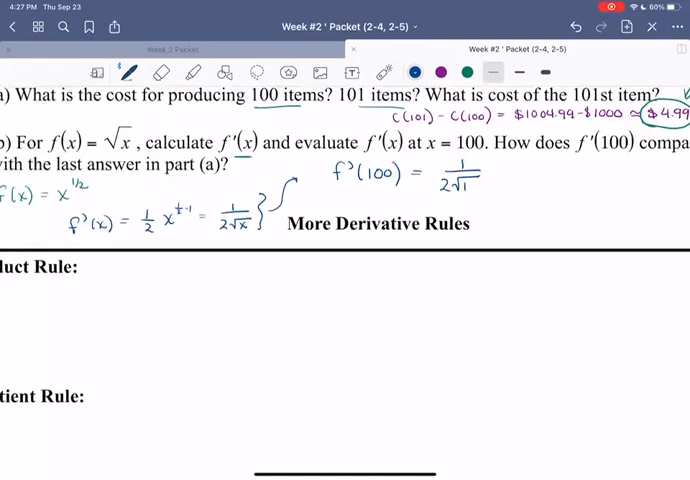 4:27 PM Thu Sep 23
60%
Week #2 ' Packet (2-4, 2-5)
Week 2 Packet
Week #2 ' Packet (2-4, 2-5)
a) What is the cost for producing 100 items? 101 items? What is cost of the 101st item?
C(101) - C(100) = $1004.99 - $1000 ≈ $4.99
b) For f(x) = √x, calculate f'(x) and evaluate f'(x) at x = 100. How does f'(100) compa
with the last answer in part (a)?
f'(100) = 1/2√1
f(x) = x^1/2
f'(x) = 1/2 x^1/2-1 = 1/2√x }
More Derivative Rules
duct Rule:
tient Rule: